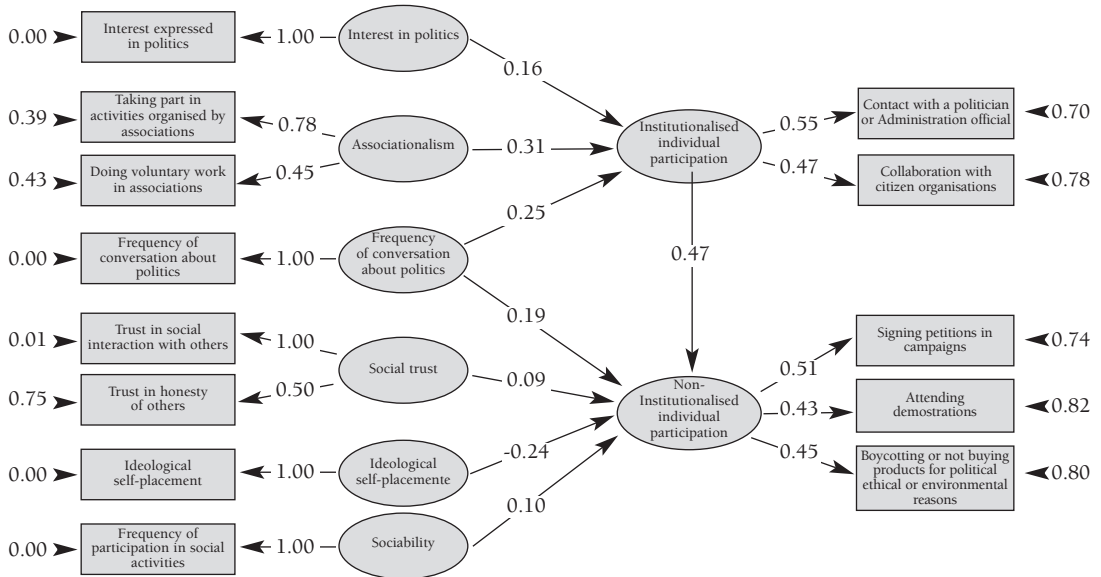 0.00
Interest expressed
in politics
1.00
Interest in politics
0.16
0.39
Taking part in
activities organised by
associations
0.78
Associationalism
0.31
0.43
Doing voluntary work
in associations
0.45
Institutionalised
individual
participation
0.55
Contact with a politician
or Administration official
0.70
0.47
Collaboration with
citizen organisations
0.78
0.00
Frequency of
conversation about
politics
1.00
Frequency
of conversation
about politics
0.25
0.19
0.47
0.01
Trust in social
interaction with others
1.00
Social trust
0.09
0.75
Trust in honesty
of others
0.50
Non-
Institutionalised
individual
participation
0.51
Signing petitions in
campaigns
0.74
0.43
Attending
demostrations
0.82
0.45
Boycotting or not buying
products for political
ethical or environmental
reasons
0.80
0.00
Ideological
self-placement
1.00
Ideological
self-placemente
-0.24
0.00
Frequency of
participation in social
activities
1.00
Sociability
0.10